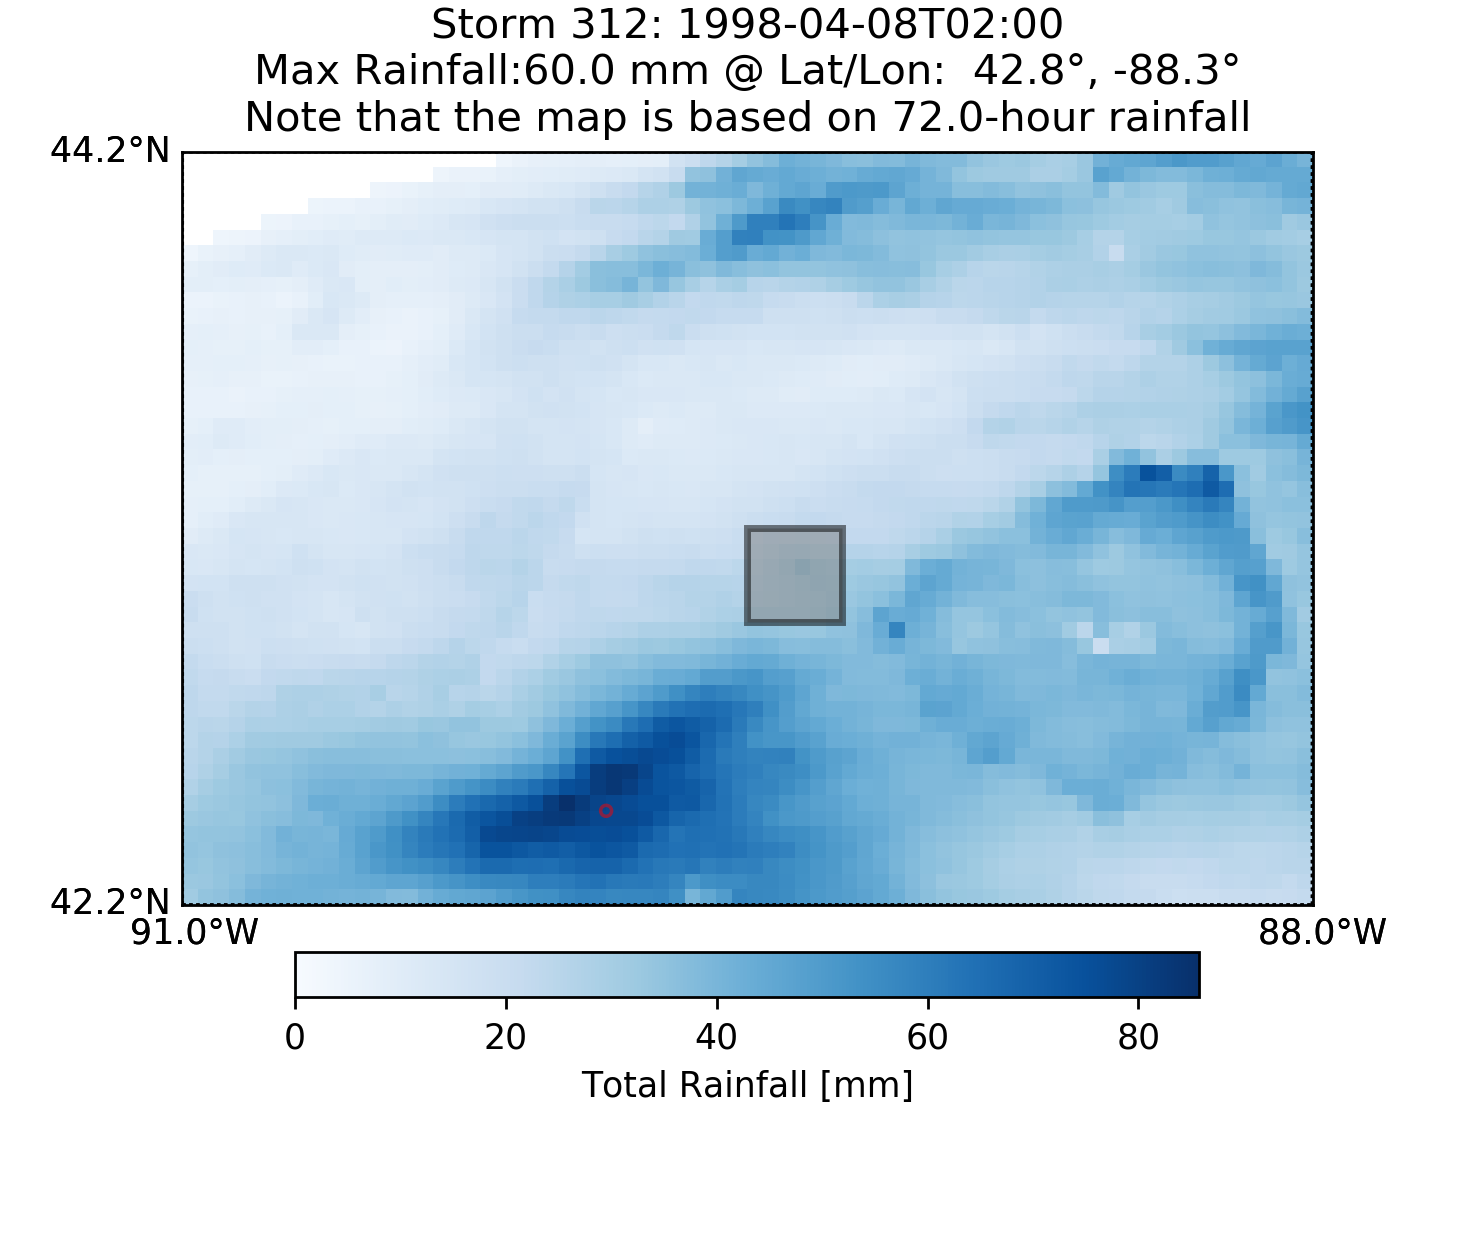 Storm 312: 1998-04-08T02:00
Max Rainfall:60.0 mm @ Lat/Lon:  42.8°, -88.3°
Note that the map is based on 72.0-hour rainfall
44.2°N
42.2°N
91.0°W 88.0°W
0 20 40 60 80
Total Rainfall [mm]